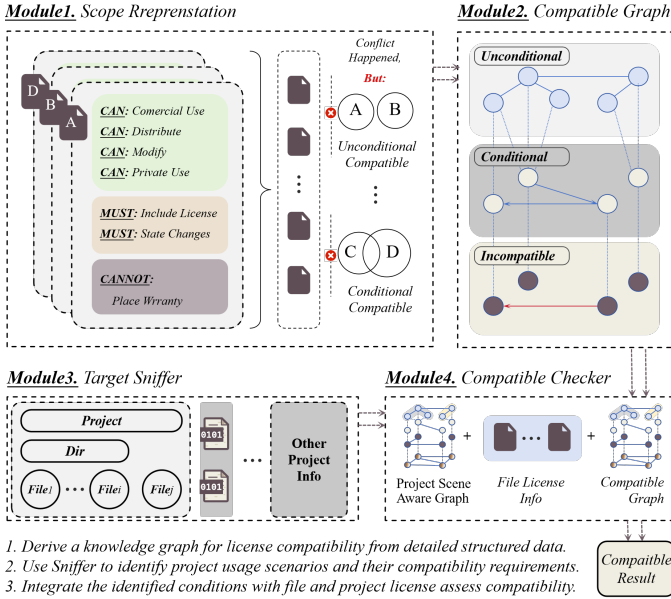 Module1. Scope Rreprenstation
D
B
A
CAN: Comercial Use
CAN: Distribute
CAN: Modify
CAN: Private Use
MUST: Include License
MUST: State Changes
CANNOT:
Place Wrranty
Conflict
Happened,
But:
A B
Unconditional
Compatible
C D
Conditional
Compatible
Module2. Compatible Graph
Unconditional
Conditional
Incompatible
Module3. Target Sniffer
Project
Dir
File1 File i File j
0101
0101
Other
Project
Info
Module4. Compatible Checker
+ +
Project Scene
Aware Graph
File License
Info
Compatible
Graph
1. Derive a knowledge graph for license compatibility from detailed structured data.
2. Use Sniffer to identify project usage scenarios and their compatibility requirements.
3. Integrate the identified conditions with file and project license assess compatibility.
Compaitble
Result